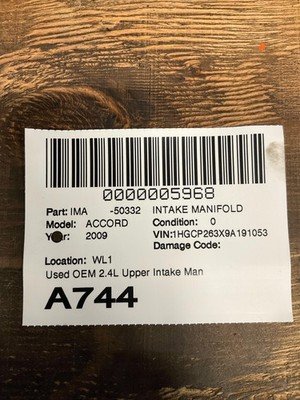 0000005968
Part: IMA -50332 INTAKE MANIFOLD
Model: ACCORD Condition: 0
Year: 2009 VIN:1HGCP263X9A191053
Damage Code:
Location: WL1
Used OEM 2.4L Upper Intake Man
A744